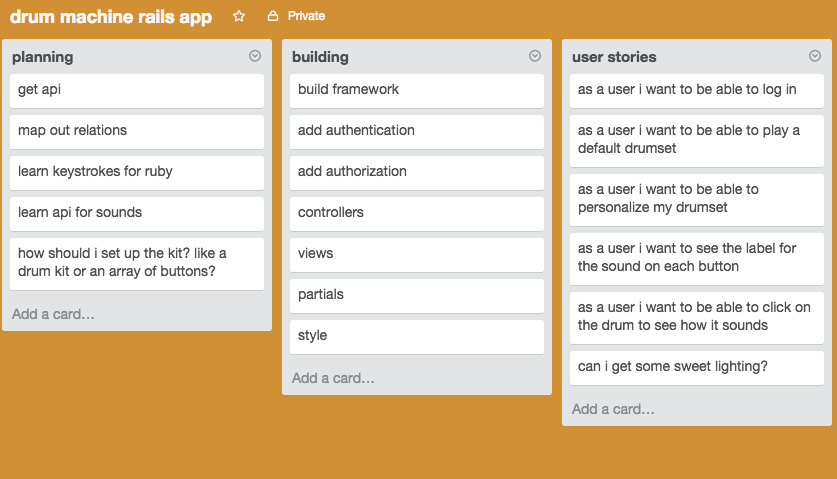 drum machine rails app Private
planning
get api
map out relations
learn keystrokes for ruby
learn api for sounds
how should i set up the kit? like a
drum kit or an array of buttons?
Add a card…
building
build framework
add authentication
add authorization
controllers
views
partials
style
Add a card…
user stories
as a user i want to be able to log in
as a user i want to be able to play a
default drumset
as a user i want to be able to
personalize my drumset
as a user i want to see the label for
the sound on each button
as a user i want to be able to click on
the drum to see how it sounds
can i get some sweet lighting?
Add a card…